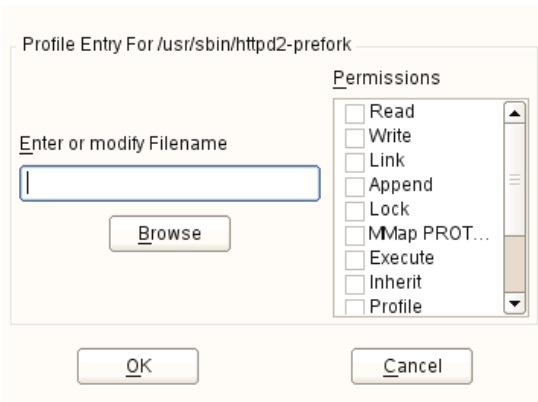 Profile Entry For /usr/sbin/httpd2-prefork
Permissions
Read
Write
Link
Append
Lock
MMap PROT...
Execute
Inherit
Profile
Enter or modify Filename
Browse
OK
Cancel